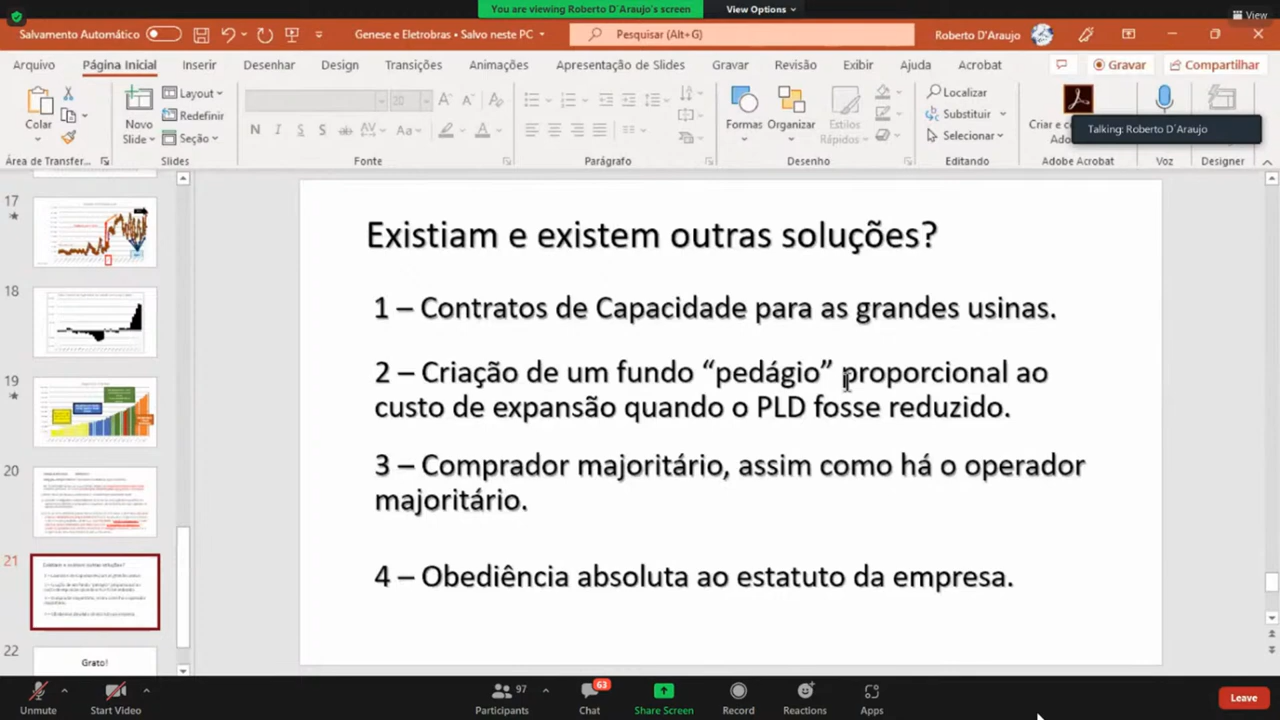 You are viewing Roberto D'Araujo's screen
View Options
View
Salvamento Automático
Genese e Eletrobras • Salvo neste PC
Pesquisar (Alt+G)
Roberto D'Araujo
Arquivo
Página Inicial
Inserir
Desenhar
Design
Transições
Animações
Apresentação de Slides
Gravar
Revisão
Exibir
Ajuda
Acrobat
Gravar
Compartilhar
Colar
Novo
Slide
Layout
Redefinir
Seção
20
N
I
S
Formas
Organizar
Estilos
Rápidos
Localizar
Substituir
Selecionar
Talking: Roberto D'Araujo
Área de Transfer...
Slides
Fonte
Parágrafo
Desenho
Editando
Adobe Acrobat
Voz
Designer
17
18
19
20
21
22
Grato!
Existiam e existem outras soluções?
1 – Contratos de Capacidade para as grandes usinas.
2 – Criação de um fundo “pedágio” proporcional ao
custo de expansão quando o PLD fosse reduzido.
3 – Comprador majoritário, assim como há o operador
majoritário.
4 – Obediência absoluta ao estatuto da empresa.
Unmute
Start Video
97
Participants
63
Chat
Share Screen
Record
Reactions
Apps
Leave